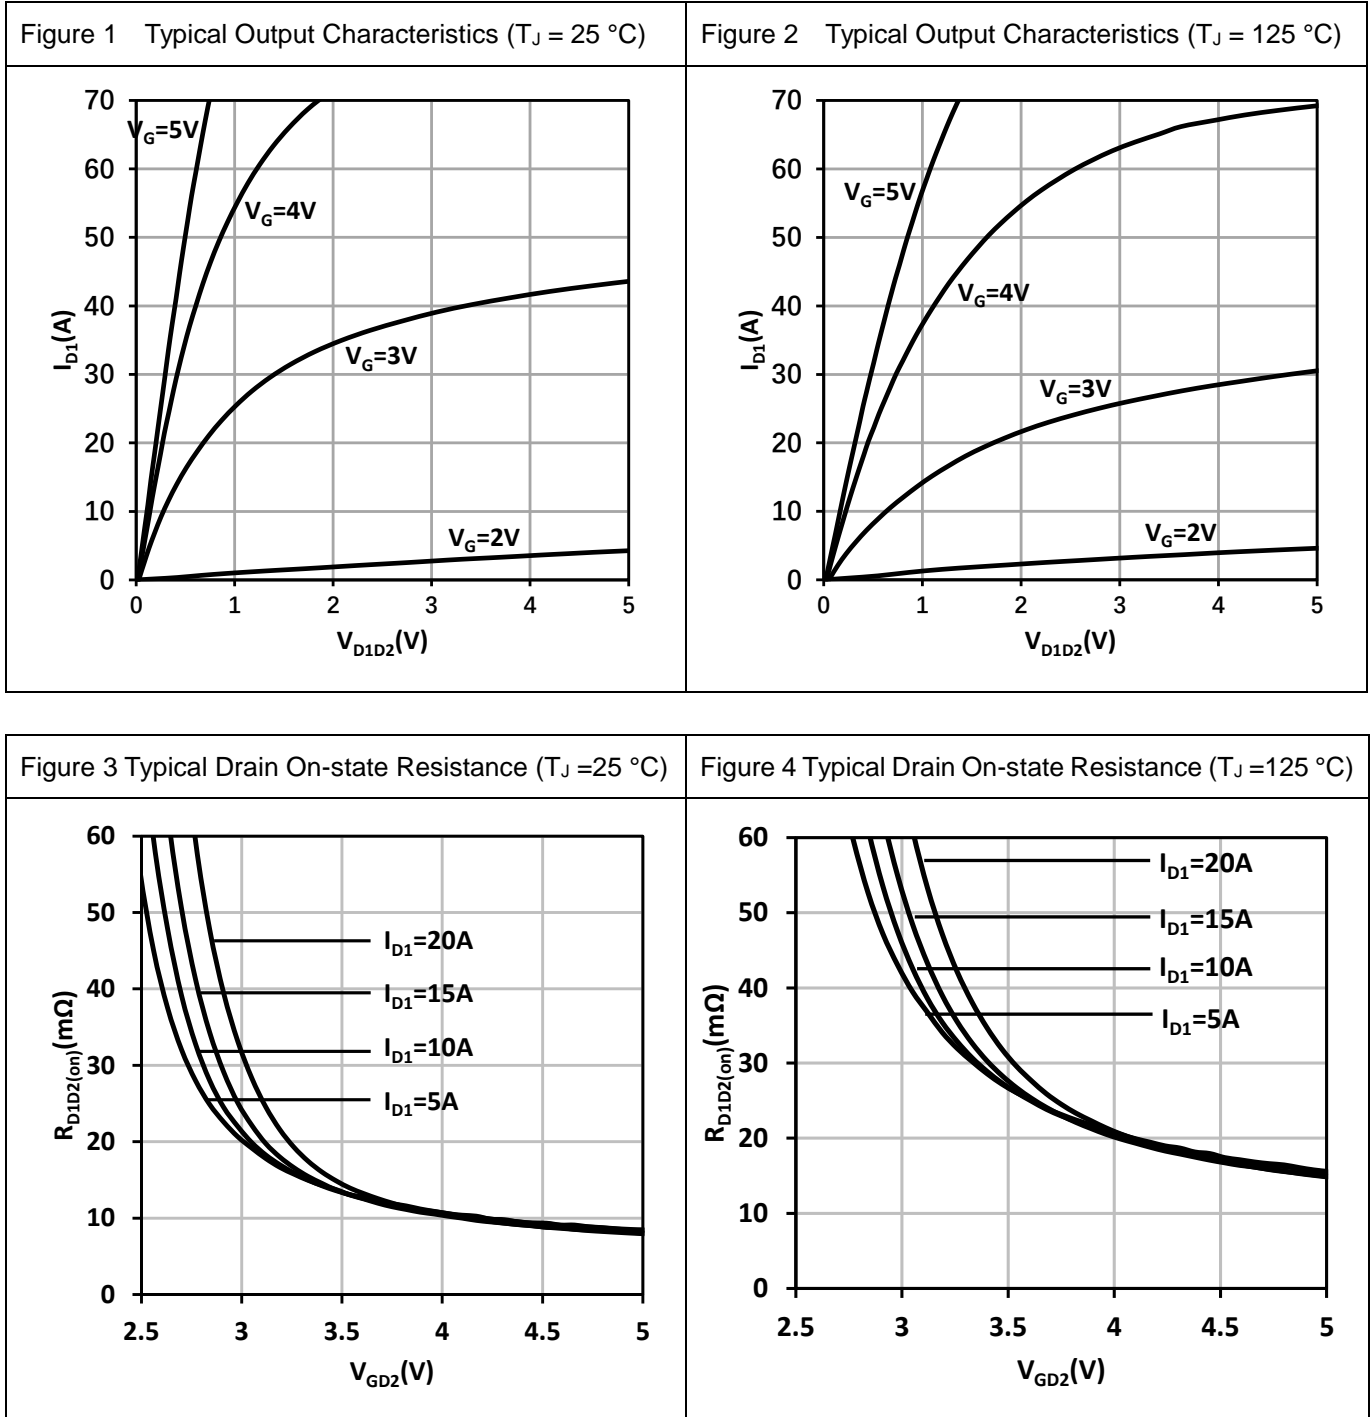 Figure 1 Typical Output Characteristics (TJ = 25 °C)
Figure 2 Typical Output Characteristics (TJ = 125 °C)
70
60
50
40
30
20
10
0
0 1 2 3 4 5
ID1(A)
VD1D2(V)
VG=5V
VG=4V
VG=3V
VG=2V
70
60
50
40
30
20
10
0
0 1 2 3 4 5
ID1(A)
VD1D2(V)
VG=5V
VG=4V
VG=3V
VG=2V
Figure 3 Typical Drain On-state Resistance (TJ =25 °C)
Figure 4 Typical Drain On-state Resistance (TJ =125 °C)
60
50
40
30
20
10
0
2.5 3 3.5 4 4.5 5
RD1D2(on)(mΩ)
VGD2(V)
ID1=20A
ID1=15A
ID1=10A
ID1=5A
60
50
40
30
20
10
0
2.5 3 3.5 4 4.5 5
RD1D2(on)(mΩ)
VGD2(V)
ID1=20A
ID1=15A
ID1=10A
ID1=5A